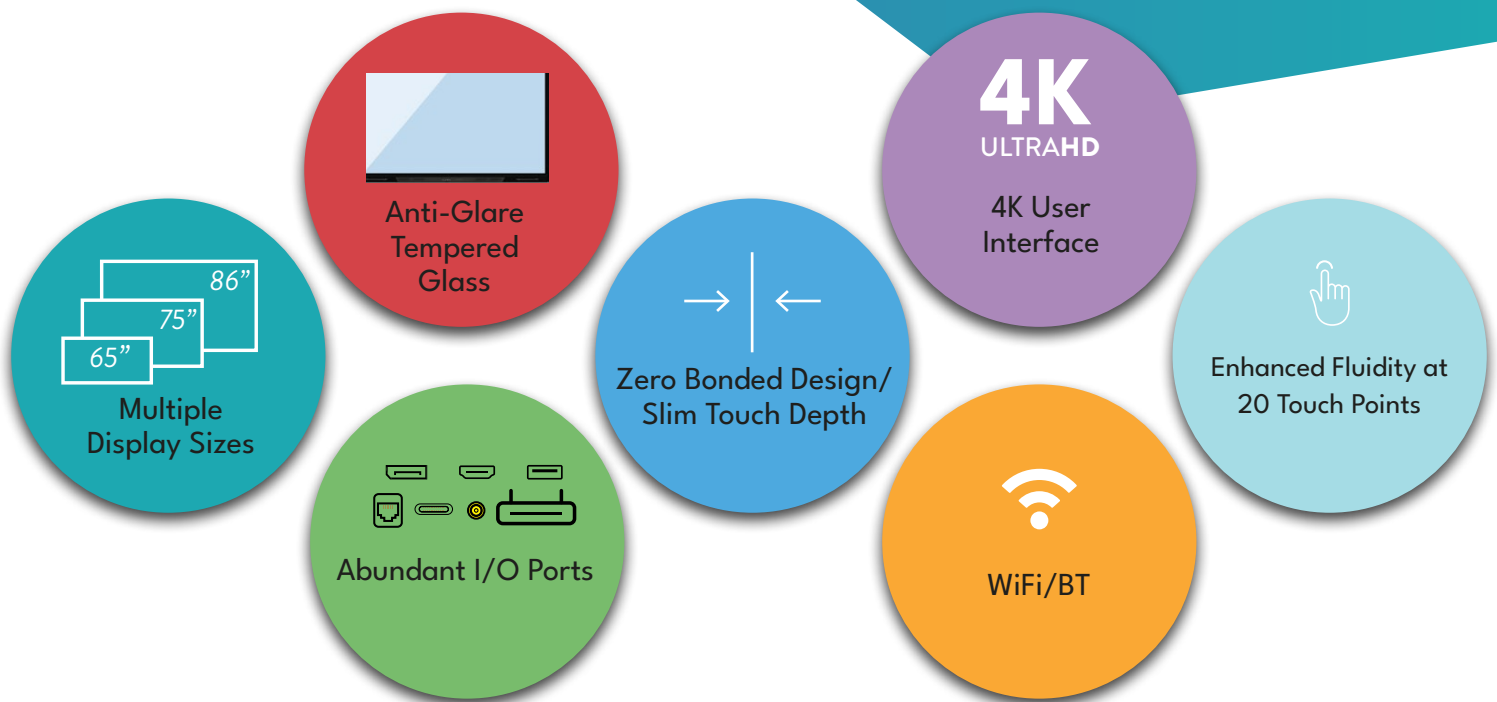 86”
75”
65”
Multiple
Display Sizes
Anti-Glare
Tempered
Glass
Abundant I/O Ports
Zero Bonded Design/
Slim Touch Depth
4K
ULTRAHD
4K User
Interface
WiFi/BT
Enhanced Fluidity at
20 Touch Points